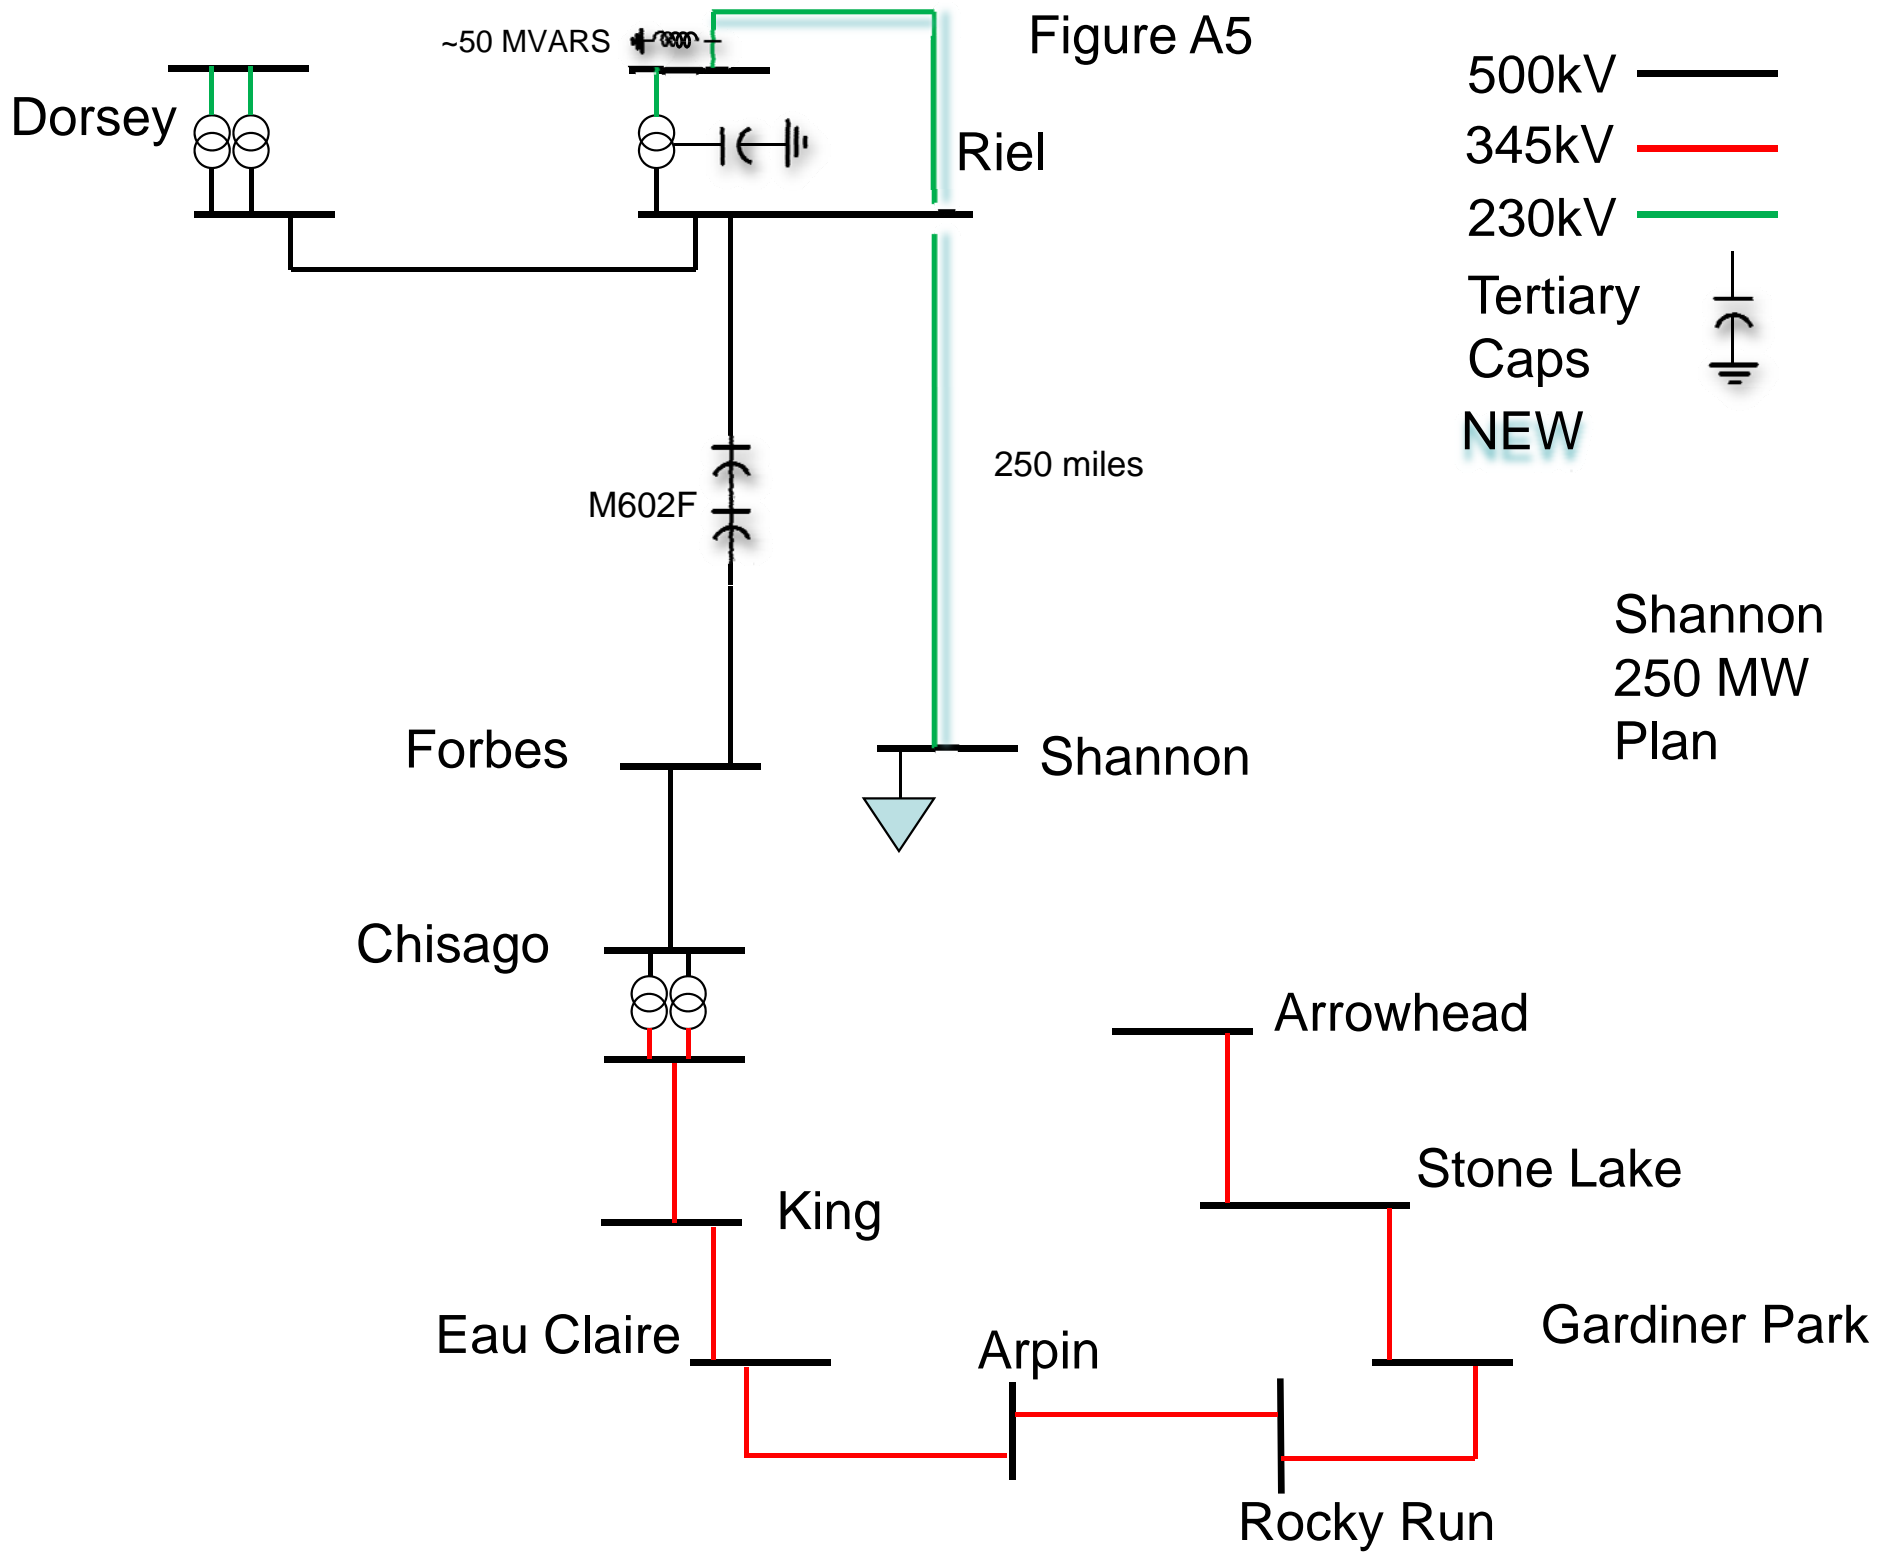 Figure A5
~50 MVARS
500kV
Dorsey
345kV
Riel
230kV
Tertiary
Caps
NEW
250 miles
M602F
Shannon
250 MW
Plan
Forbes
Shannon
Chisago
Arrowhead
Stone Lake
King
Gardiner Park
Eau Claire
Arpin
Rocky Run